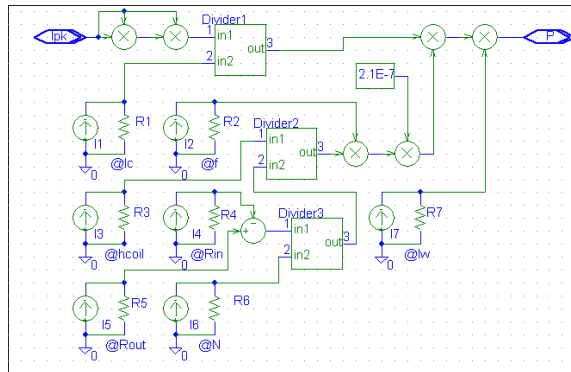 Ipk
Divider1
1 in1
out 3
2 in2
P
2.1E-7
R1
R2
I1
I2
@lc
@f
0
0
Divider2
1 in1
out 3
2 in2
R3
R4
I3
I4
@hcoil
@Rin
0
0
Divider3
1 in1
out 3
2 in2
+
R7
I7
@lw
0
R5
R6
I5
I6
@Rout
@N
0
0